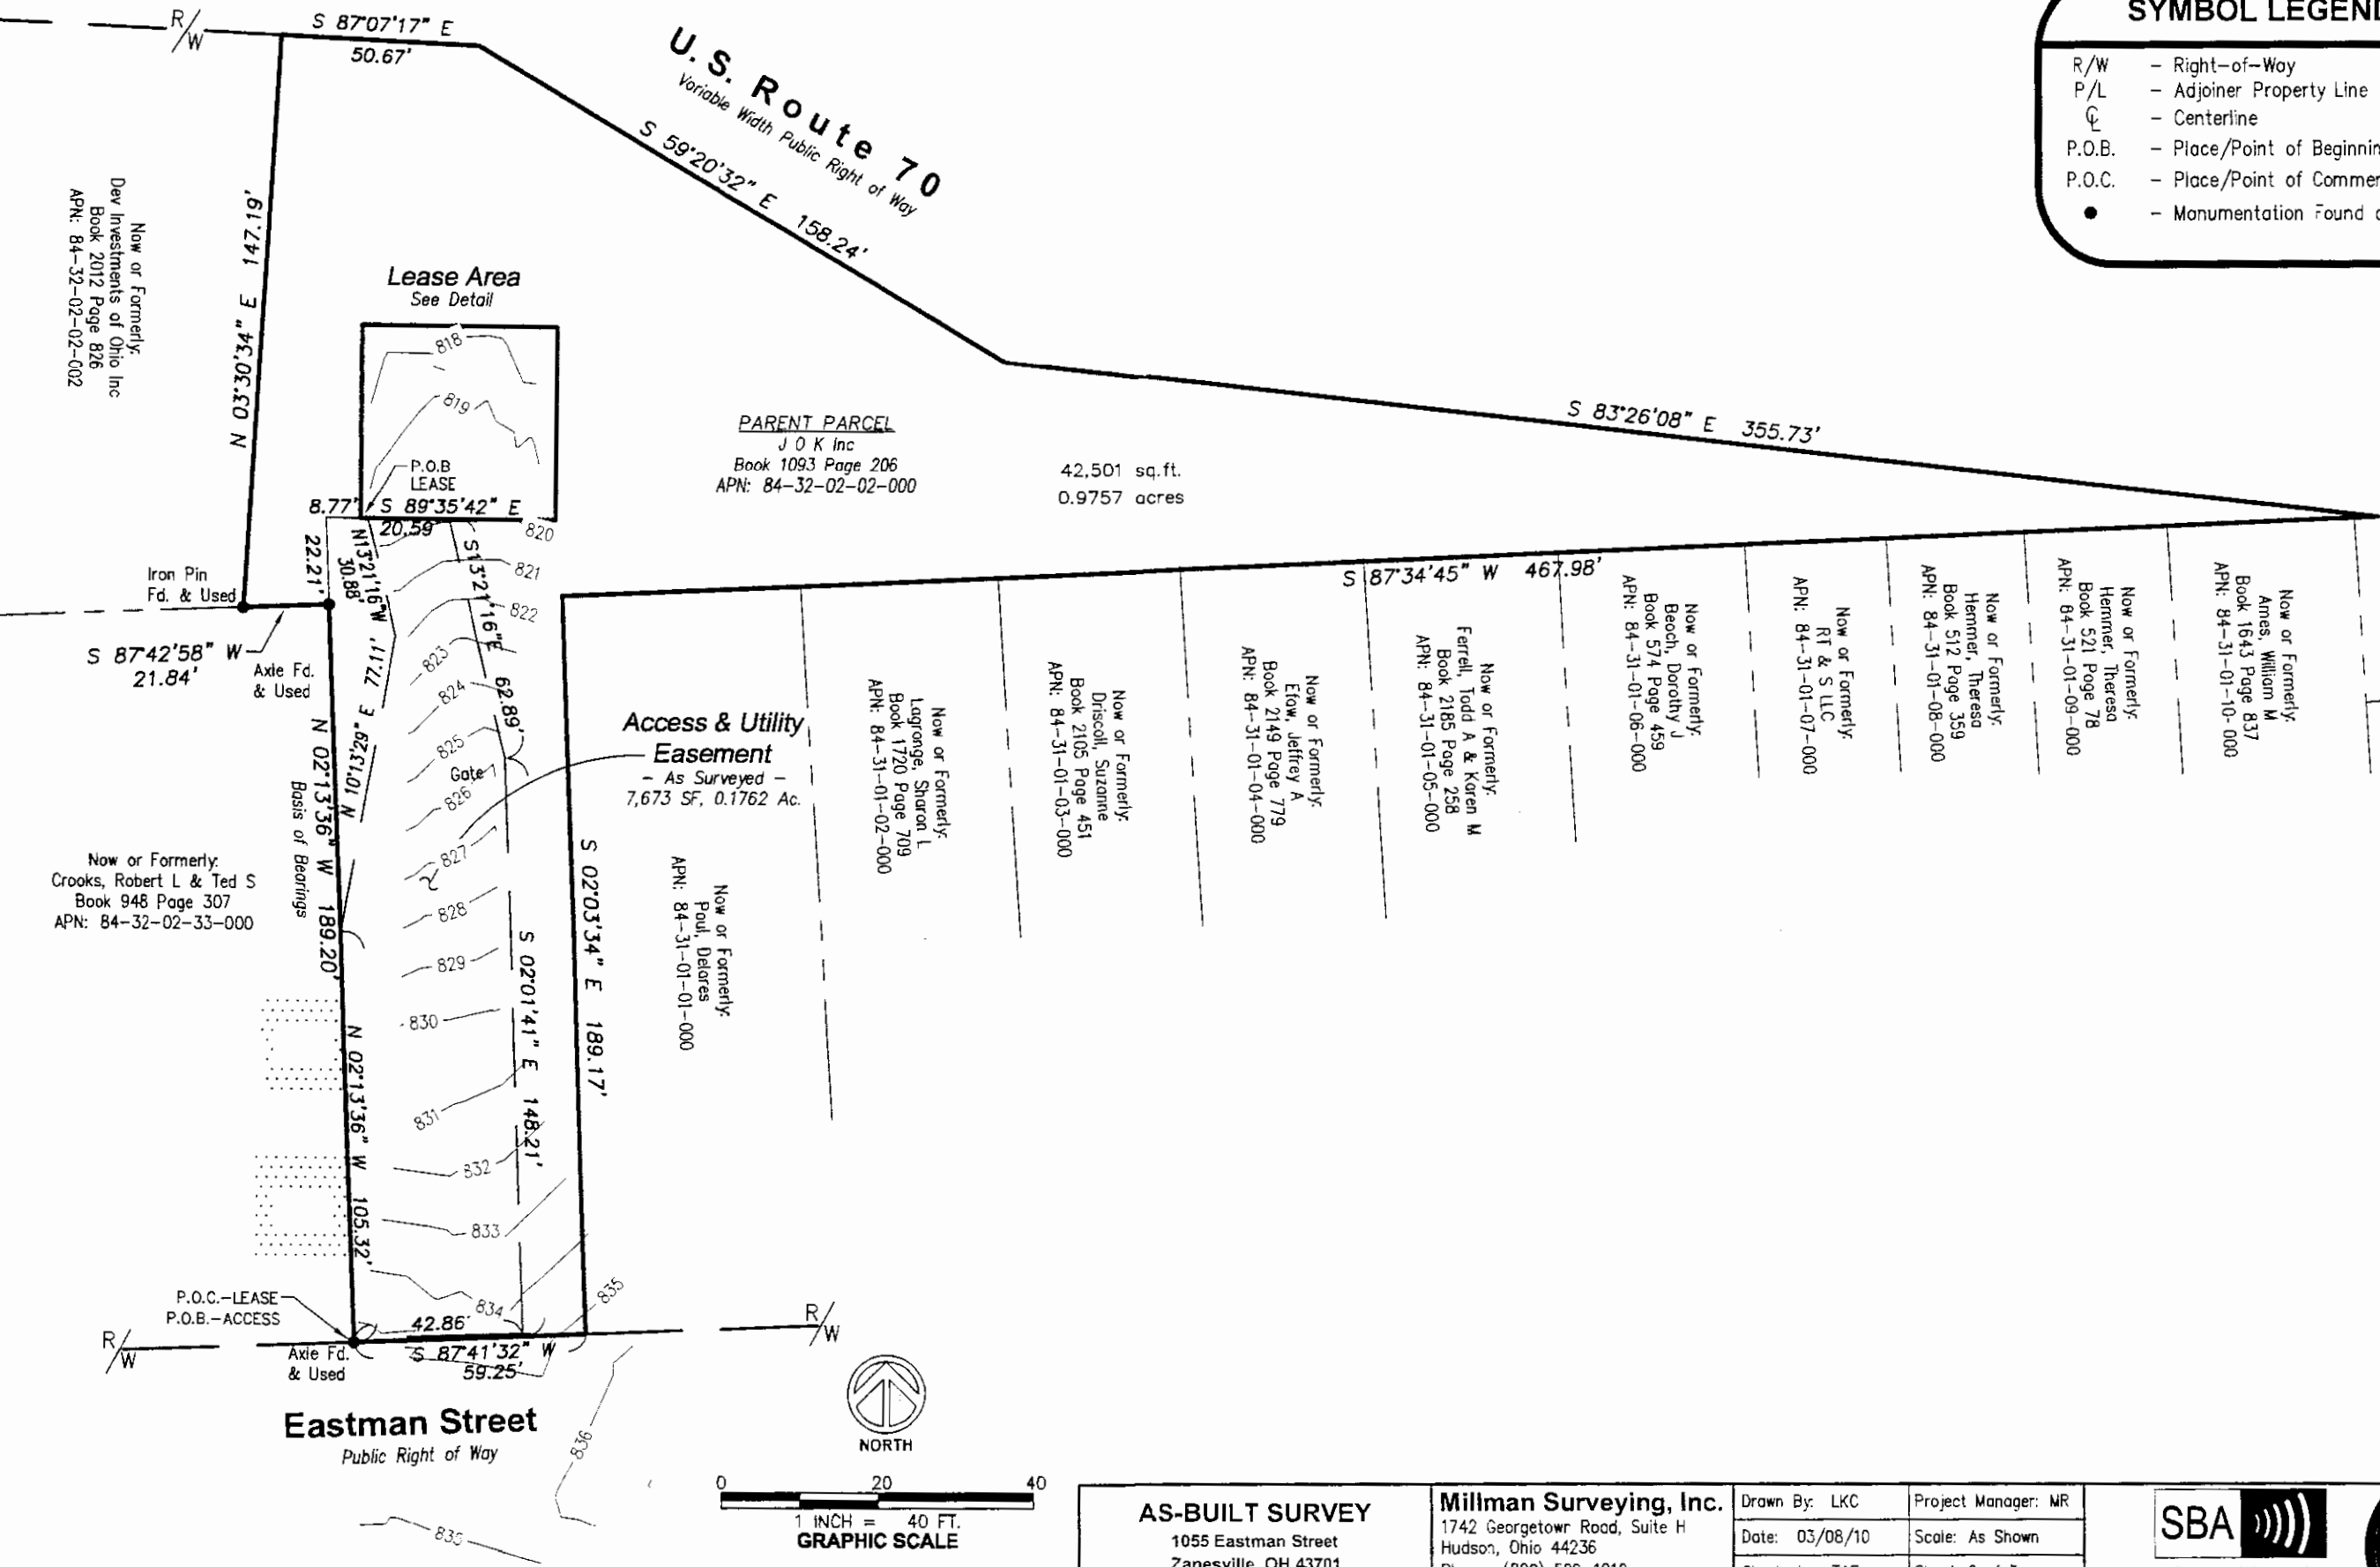 R/W
S 87°07'17" E
50.67'
U. S. Route 70
Variable Width Public Right of Way
S 59°20'32" E 158.24'
S 83°26'08" E 355.73'
SYMBOL LEGEND
R/W - Right-of-Way
P/L - Adjoiner Property Line
℄ - Centerline
P.O.B. - Place/Point of
P.O.C. - Place/Point of
● - Monumentation Found
Now or Formerly:
Dev Investments of Ohio Inc
Book 2012 Page 826
APN: 84-32-02-02-002
N 03°30'34" E 147.19'
Lease Area
See Detail
818
819
P.O.B
LEASE
8.77'
S 89°35'42" E
20.59'
820
PARENT PARCEL
J O K Inc
Book 1093 Page 206
APN: 84-32-02-02-000
42,501 sq.ft.
0.9757 acres
22.21'
N13°21'16"W
30.88'
S13°21'16"E 62.89'
821
822
823
824
825
Gate
826
827
828
829
830
831
832
833
834
835
Iron Pin
Fd. & Used
S 87°42'58" W
21.84'
Axle Fd.
& Used
N 10°13'29" E 77.11'
N 02°13'36" W 189.20'
Basis of Bearings
Access & Utility
Easement
- As Surveyed -
7,673 SF, 0.1762 Ac.
S 87°34'45" W 467.98'
Now or Formerly:
Crooks, Robert L & Ted S
Book 948 Page 307
APN: 84-32-02-33-000
N 02°13'36" W 105.32'
S 02°01'41" E 148.21'
S 02°03'34" E 189.17'
Now or Formerly:
Paul, Delores
APN: 84-31-01-01-000
Now or Formerly:
Lagronge, Sharon L
Book 1720 Page 709
APN: 84-31-01-02-000
Now or Formerly:
Driscoll, Suzanne
Book 2105 Page 451
APN: 84-31-01-03-000
Now or Formerly:
Efaw, Jeffrey A
Book 2149 Page 779
APN: 84-31-01-04-000
Now or Formerly:
Ferrell, Todd A & Karen M
Book 2185 Page 258
APN: 84-31-01-05-000
Now or Formerly:
Beach, Dorothy J
Book 574 Page 459
APN: 84-31-01-06-000
Now or Formerly:
RT & S LLC
APN: 84-31-01-07-000
Now or Formerly:
Hemmer, Theresa
Book 512 Page 359
APN: 84-31-01-08-000
Now or Formerly:
Hemmer, Theresa
Book 521 Page 78
APN: 84-31-01-09-000
Now or Formerly:
Ames, William M
Book 1643 Page 837
APN: 84-31-01-10-000
P.O.C.-LEASE
P.O.B.-ACCESS
R/W
Axle Fd.
& Used
42.86'
S 87°41'32" W
59.25'
R/W
Eastman Street
Public Right of Way
836
835
NORTH
0 20 40
1 INCH = 40 FT.
GRAPHIC SCALE
AS-BUILT SURVEY
1055 Eastman Street
Zanesville, OH 43701
Millman Surveying, Inc.
1742 Georgetown Road, Suite H
Hudson, Ohio 44236
Drawn By: LKC
Project Manager: MR
Date: 03/08/10
Scale: As Shown
SBA